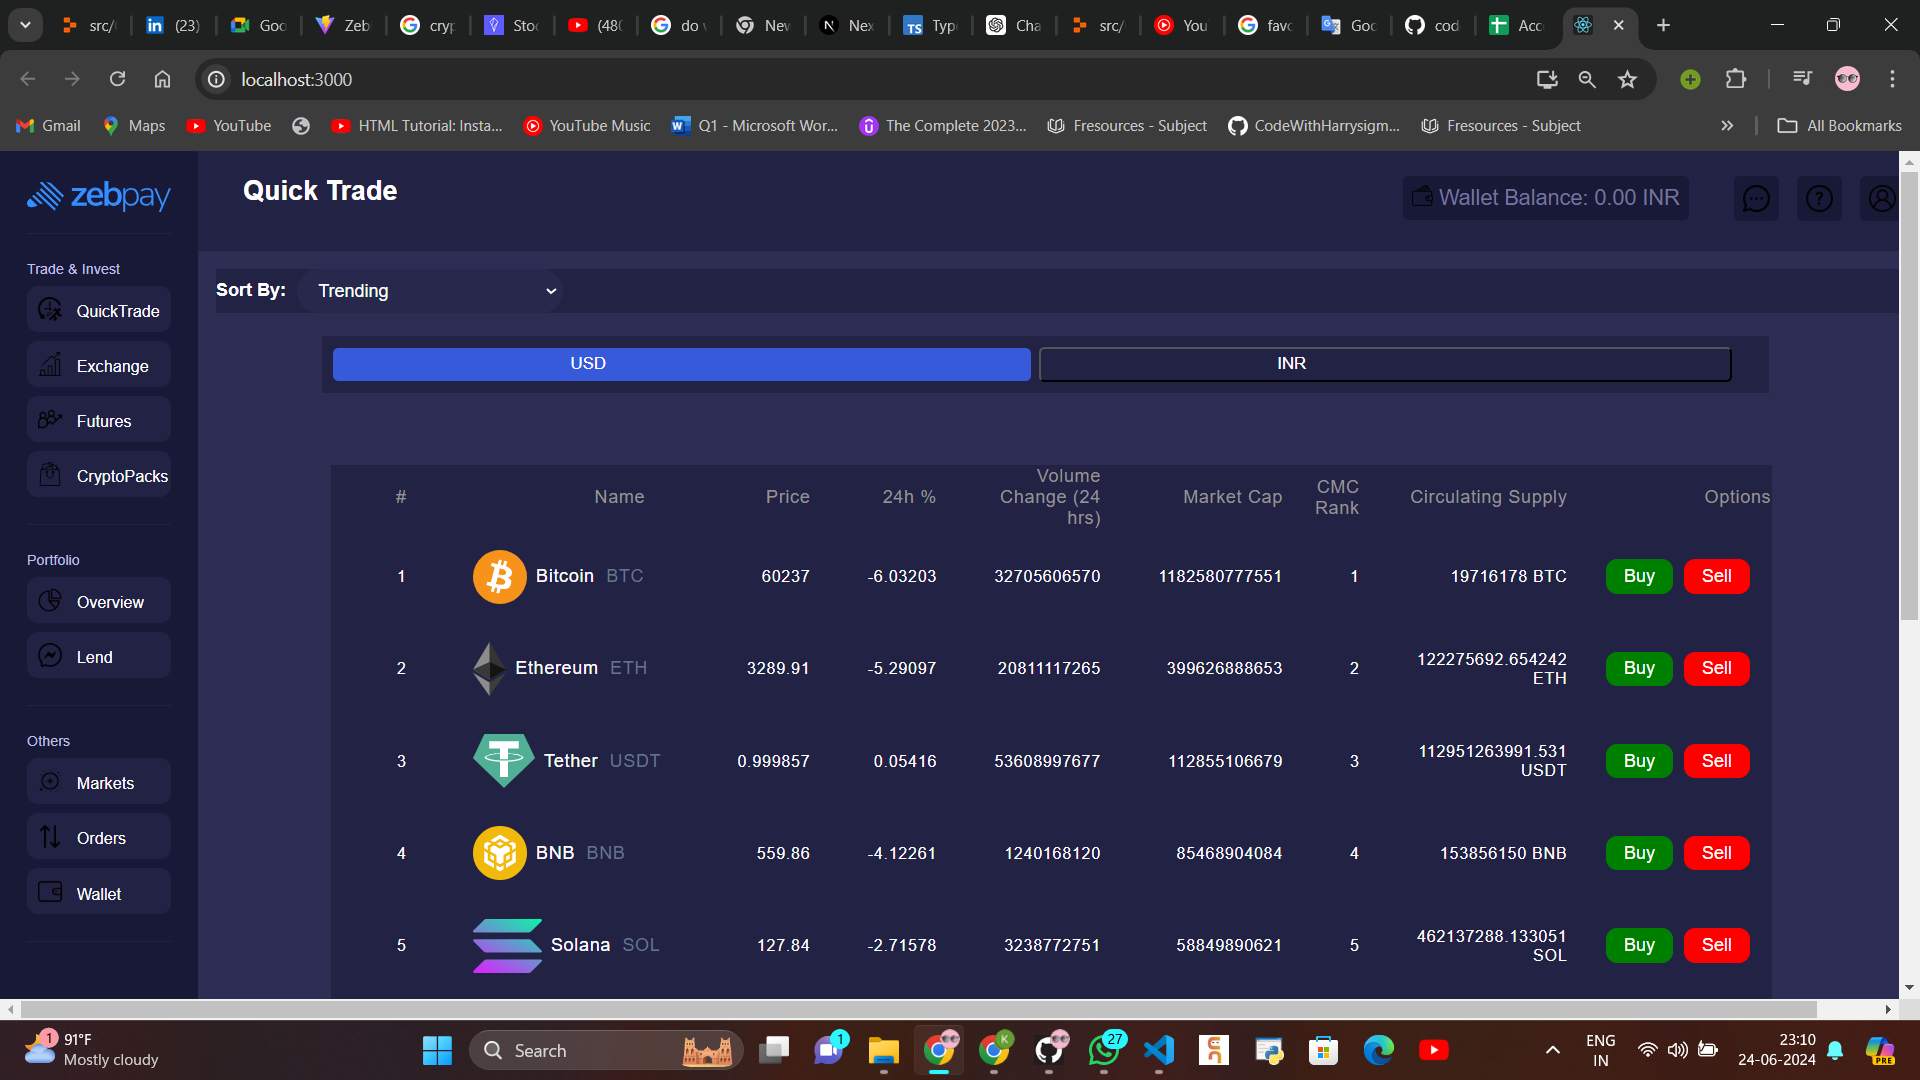 src/
(23)
Goo
Zeb
cryp
Stoc
(480
do v
Nev
Nex
Typ
Cha
src/
You
favc
Goo
cod
Acc
localhost:3000
Gmail
Maps
YouTube
HTML Tutorial: Insta...
YouTube Music
Q1 - Microsoft Wor...
The Complete 2023...
Fresources - Subject
CodeWithHarrysigm...
Fresources - Subject
All Bookmarks
zebpay
Quick Trade
Wallet Balance: 0.00 INR
Trade & Invest
QuickTrade
Exchange
Futures
CryptoPacks
Portfolio
Overview
Lend
Others
Markets
Orders
Wallet
Sort By: Trending
USD
INR
# Name Price 24h % Volume Change (24 hrs) Market Cap CMC Rank Circulating Supply Options
1 Bitcoin BTC 60237 -6.03203 32705606570 1182580777551 1 19716178 BTC Buy Sell
2 Ethereum ETH 3289.91 -5.29097 20811117265 399626888653 2 122275692.654242 ETH Buy Sell
3 Tether USDT 0.999857 0.05416 53608997677 112855106679 3 112951263991.531 USDT Buy Sell
4 BNB BNB 559.86 -4.12261 1240168120 85468904084 4 153856150 BNB Buy Sell
5 Solana SOL 127.84 -2.71578 3238772751 58849890621 5 462137288.133051 SOL Buy Sell
1
91°F
Mostly cloudy
Search
1
K
27
ENG
IN
23:10
24-06-2024
PRE